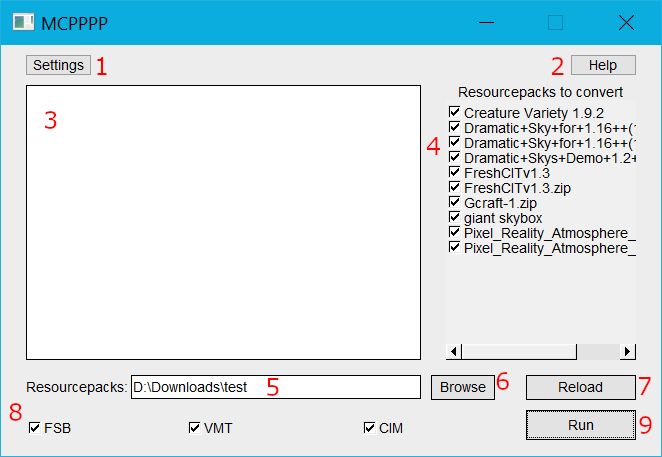 MCPPPP
Settings 1 2 Help
3
Resourcepacks to convert
Creature Variety 1.9.2
Dramatic+Sky+for+1.16++(
Dramatic+Sky+for+1.16++(
4
Dramatic+Skys+Demo+1.2+
FreshCITv1.3
FreshCITv1.3.zip
Gcraft-1.zip
giant skybox
Pixel_Reality_Atmosphere_
Pixel_Reality_Atmosphere_
Resourcepacks: D:\Downloads\test 5 Browse 6 Reload 7
8
FSB VMT CIM Run 9